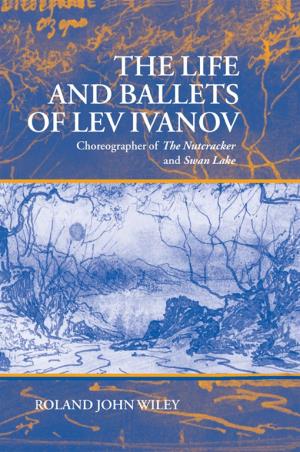 THE LIFE
AND BALLETS
OF LEV IVANOV
Choreographer of The Nutcracker
and Swan Lake
ROLAND JOHN WILEY